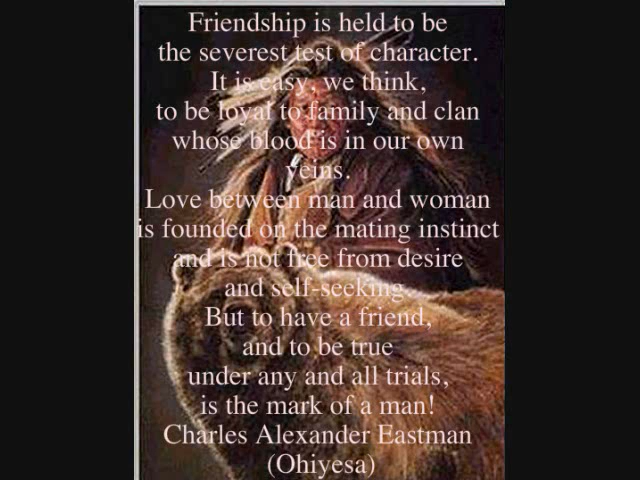 Friendship is held to be
the severest test of character.
It is easy, we think,
to be loyal to family and clan
whose blood is in our own
veins.
Love between man and woman
is founded on the mating instinct
and is not free from desire
and self-seeking.
But to have a friend,
and to be true
under any and all trials,
is the mark of a man!
Charles Alexander Eastman
(Ohiyesa)